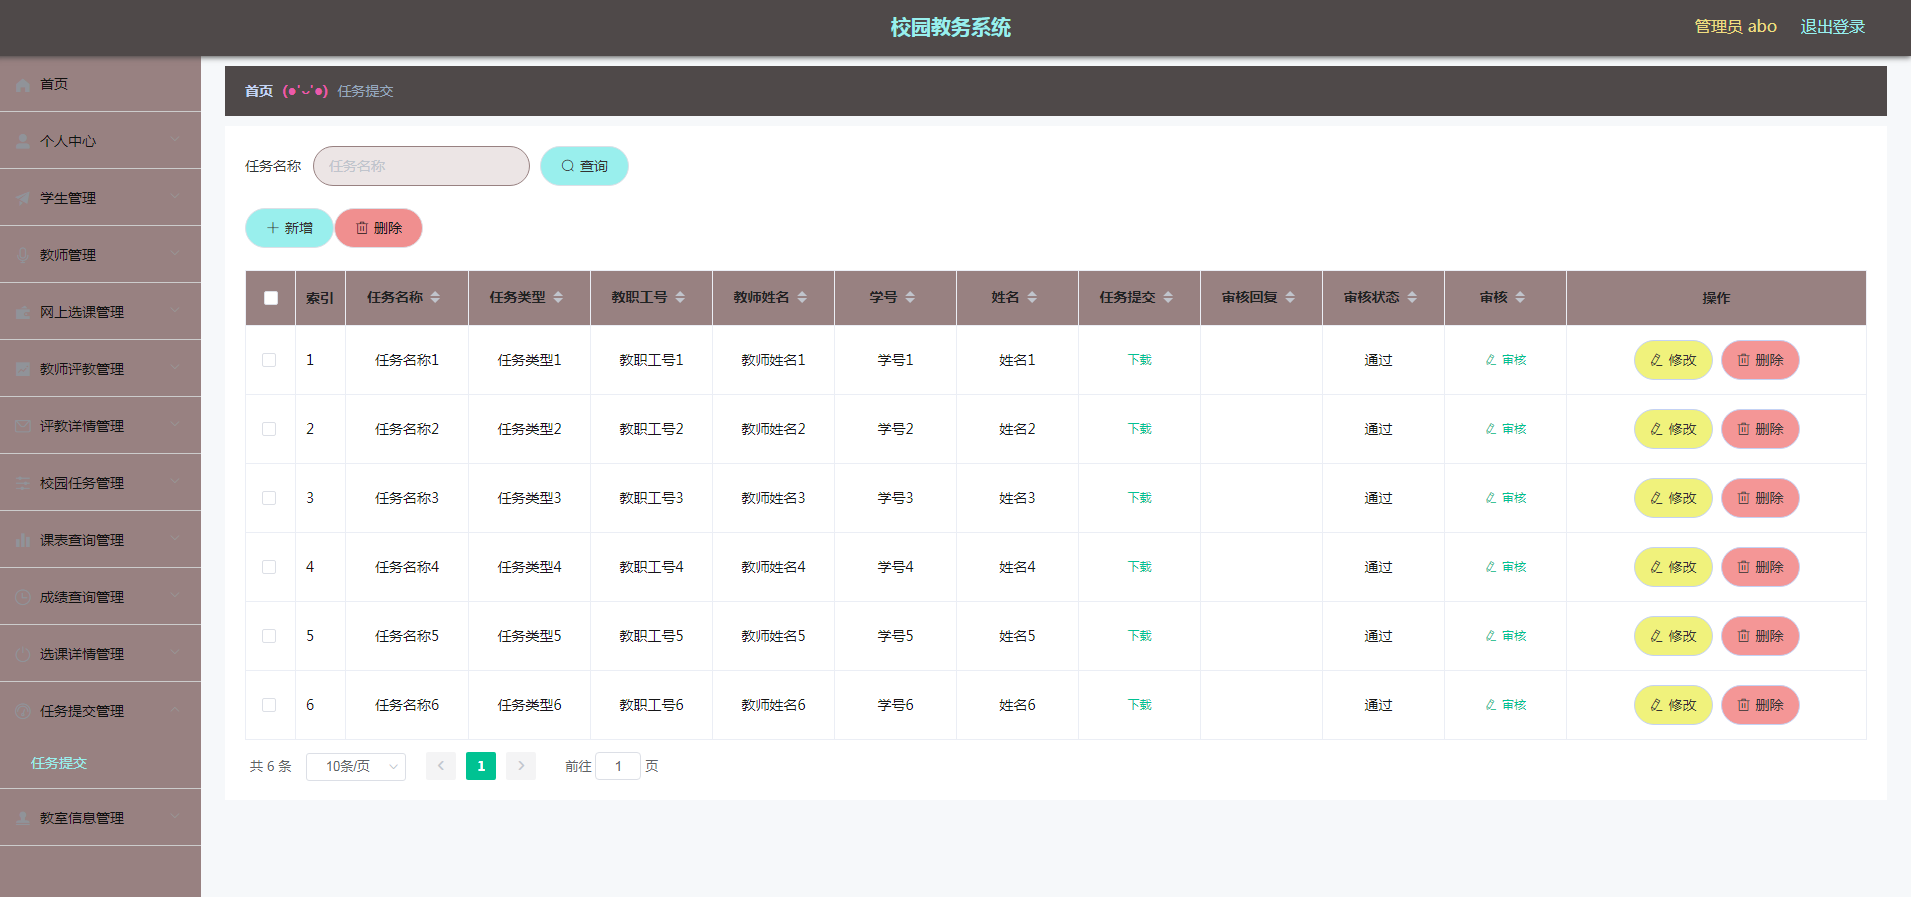 校园教务系统
管理员 abo 退出登录
首页
个人中心
学生管理
教师管理
网上选课管理
教师评教管理
评教详情管理
校园任务管理
课表查询管理
成绩查询管理
选课详情管理
任务提交管理
任务提交
教室信息管理
首页 (●'ᴗ'●) 任务提交
任务名称 任务名称 查询
新增 删除
索引 任务名称 任务类型 教职工号 教师姓名 学号 姓名 任务提交 审核回复 审核状态 审核 操作
1 任务名称1 任务类型1 教职工号1 教师姓名1 学号1 姓名1 下载 通过 审核 修改 删除
2 任务名称2 任务类型2 教职工号2 教师姓名2 学号2 姓名2 下载 通过 审核 修改 删除
3 任务名称3 任务类型3 教职工号3 教师姓名3 学号3 姓名3 下载 通过 审核 修改 删除
4 任务名称4 任务类型4 教职工号4 教师姓名4 学号4 姓名4 下载 通过 审核 修改 删除
5 任务名称5 任务类型5 教职工号5 教师姓名5 学号5 姓名5 下载 通过 审核 修改 删除
6 任务名称6 任务类型6 教职工号6 教师姓名6 学号6 姓名6 下载 通过 审核 修改 删除
共 6 条 10条/页 1 前往 1 页